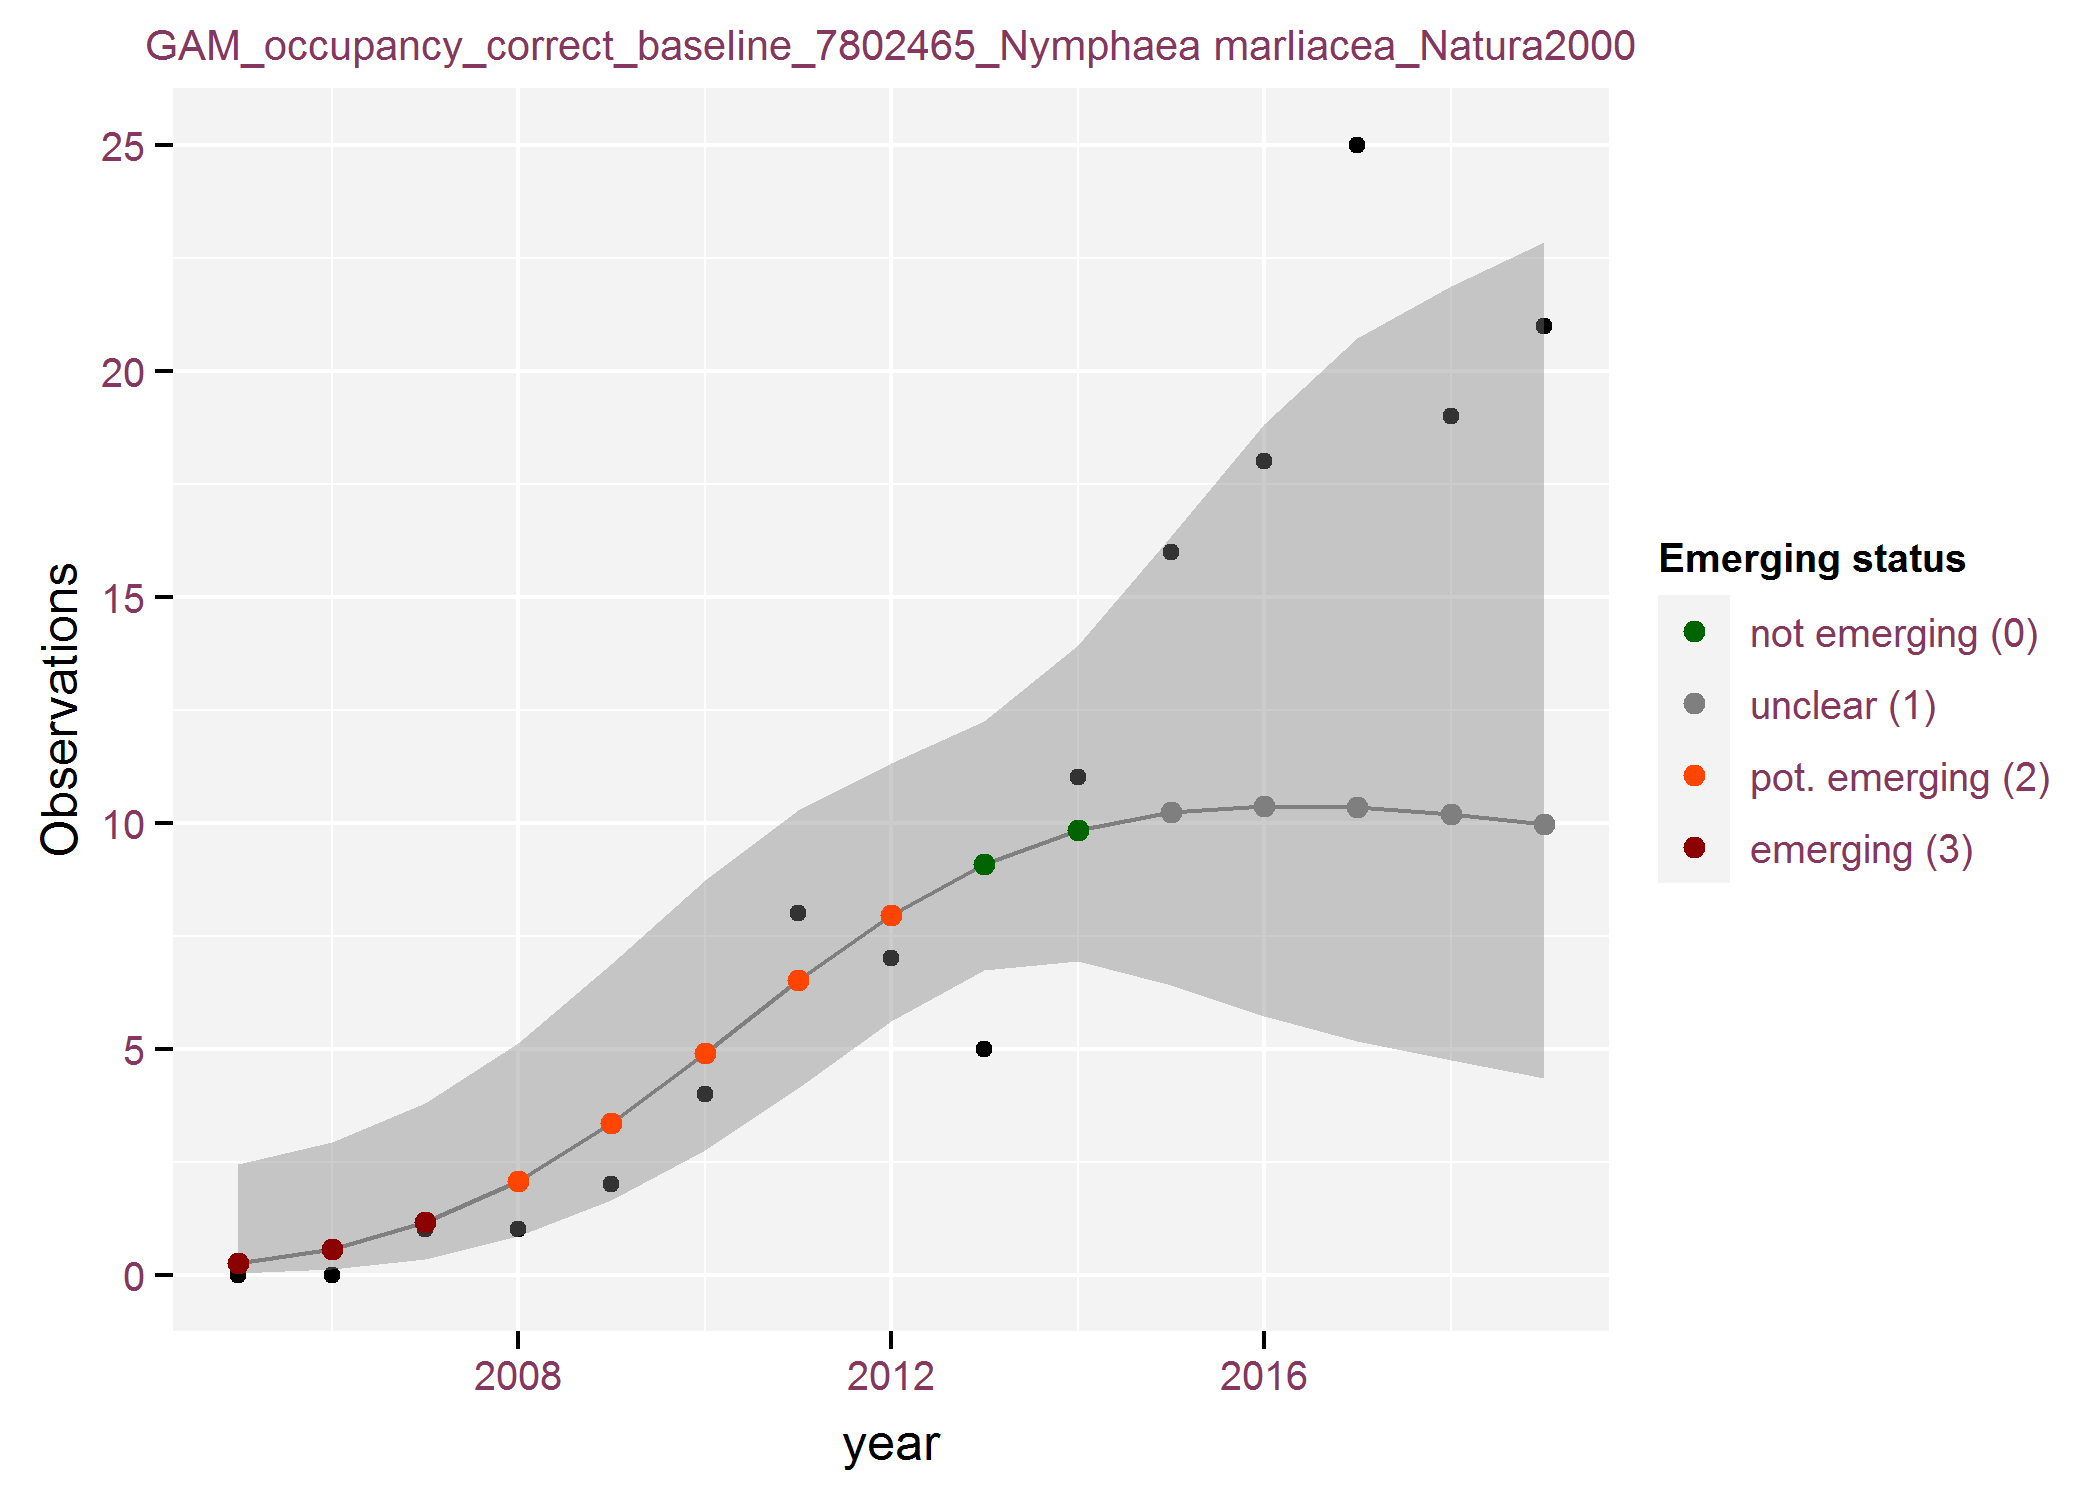 GAM_occupancy_correct_baseline_7802465_Nymphaea marliacea_Natura2000
25
20
15
10
5
0
Observations
2008 2012 2016
year
Emerging status
not emerging (0)
unclear (1)
pot. emerging (2)
emerging (3)